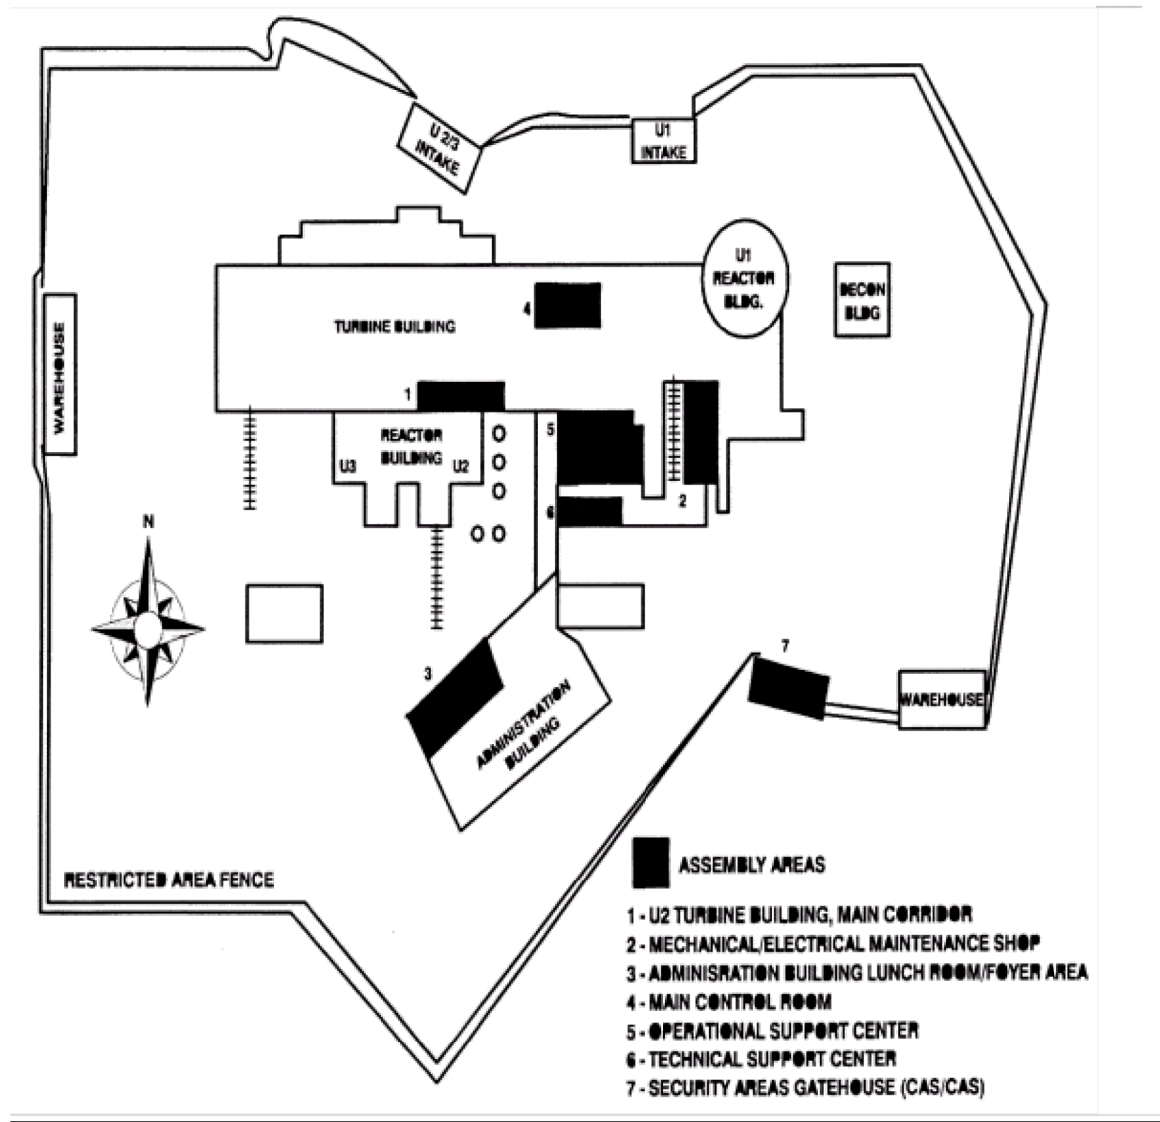 U 2/3
INTAKE
U1
INTAKE
U1
REACTOR
BLDG.
DECON
BLDG
4
TURBINE BUILDING
WAREHOUSE
1
REACTOR
BUILDING
U3
U2
5
6
2
N
3
ADMINISTRATION
BUILDING
7
WAREHOUSE
RESTRICTED AREA FENCE
ASSEMBLY AREAS
1 - U2 TURBINE BUILDING, MAIN CORRIDOR
2 - MECHANICAL/ELECTRICAL MAINTENANCE SHOP
3 - ADMINISRATION BUILDING LUNCH ROOM/FOYER AREA
4 - MAIN CONTROL ROOM
5 - OPERATIONAL SUPPORT CENTER
6 - TECHNICAL SUPPORT CENTER
7 - SECURITY AREAS GATEHOUSE (CAS/CAS)